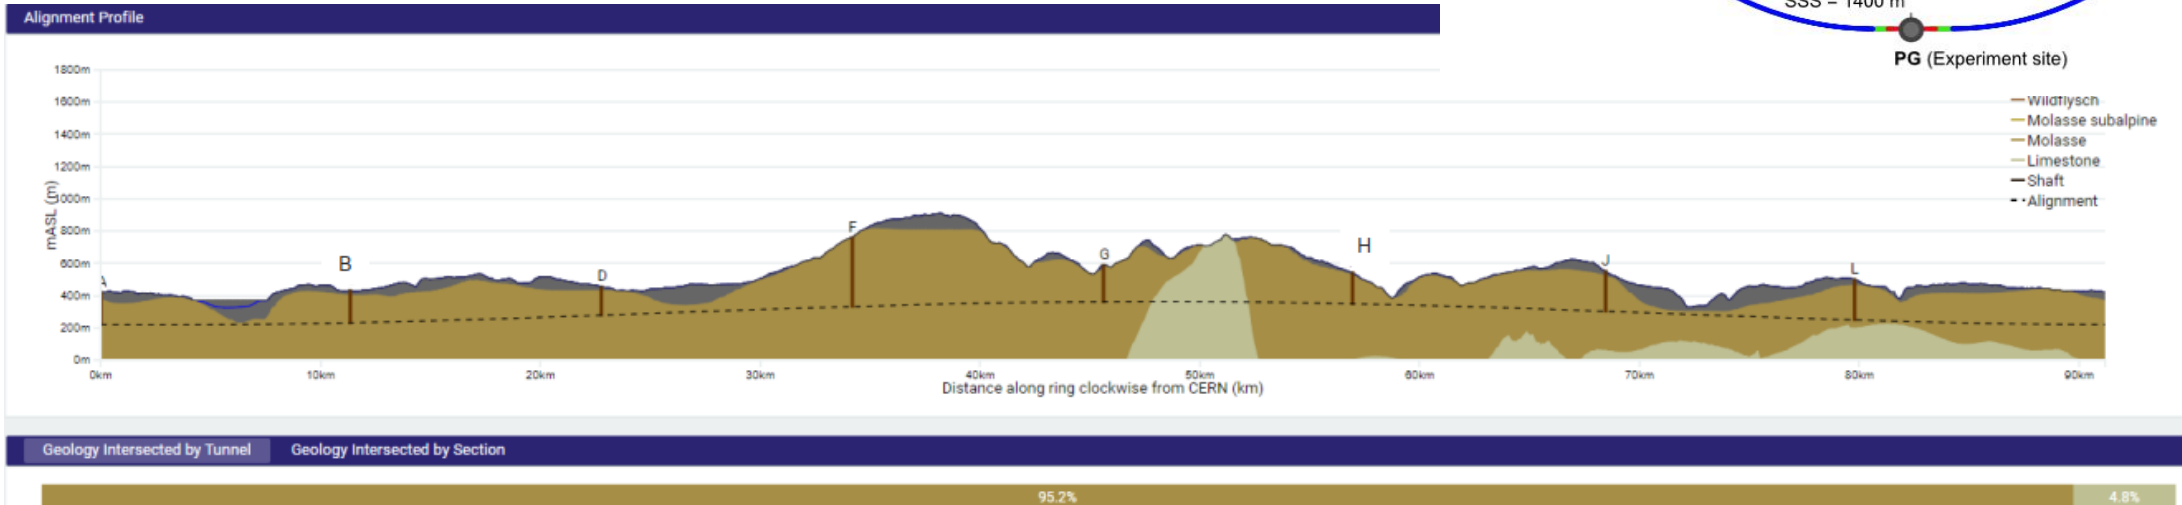 Alignment Profile
SSS = 1400 m
PG (Experiment site)
1800m
1600m
1400m
1200m
1000m
800m
600m
400m
200m
0m
mASL (m)
A
B
D
F
G
H
J
L
Wildflysch
Molasse subalpine
Molasse
Limestone
Shaft
Alignment
0km 10km 20km 30km 40km 50km 60km 70km 80km 90km
Distance along ring clockwise from CERN (km)
Geology Intersected by Tunnel Geology Intersected by Section
95.2% 4.8%